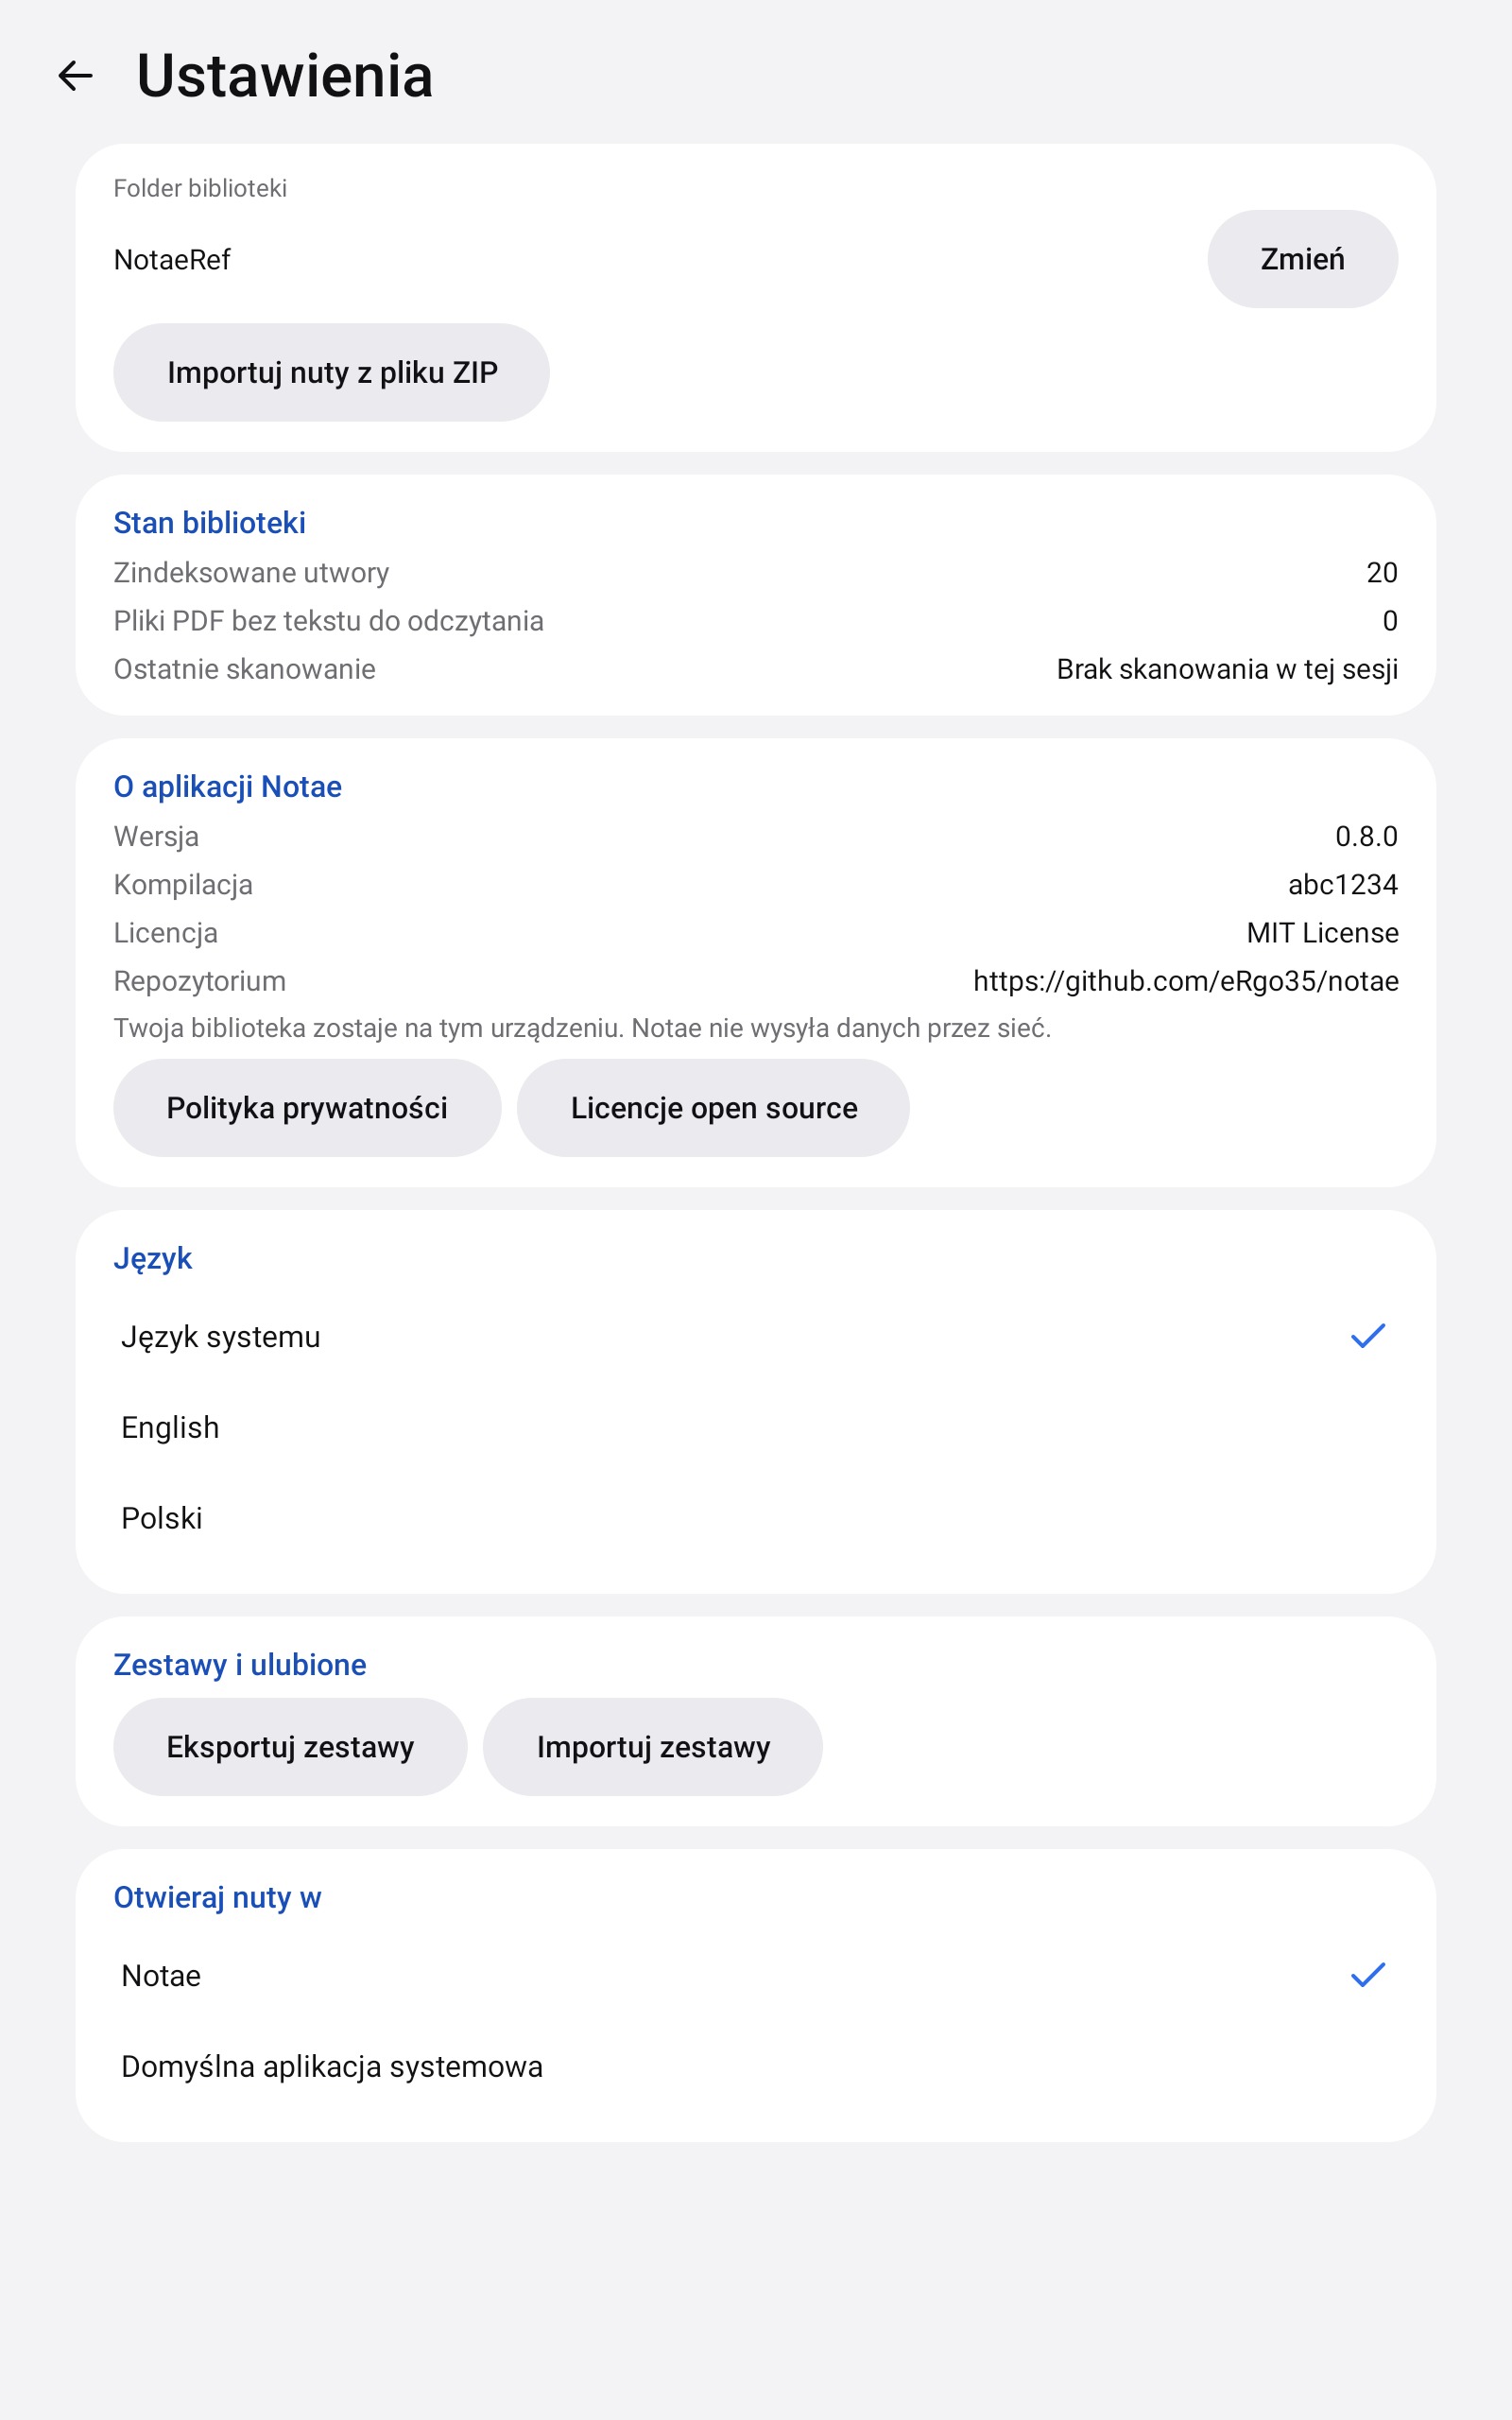 Ustawienia
Folder biblioteki
NotaeRef
Zmień
Importuj nuty z pliku ZIP
Stan biblioteki
Zindeksowane utwory 20
Pliki PDF bez tekstu do odczytania 0
Ostatnie skanowanie Brak skanowania w tej sesji
O aplikacji Notae
Wersja 0.8.0
Kompilacja abc1234
Licencja MIT License
Repozytorium https://github.com/eRgo35/notae
Twoja biblioteka zostaje na tym urządzeniu. Notae nie wysyła danych przez sieć.
Polityka prywatności Licencje open source
Język
Język systemu
English
Polski
Zestawy i ulubione
Eksportuj zestawy Importuj zestawy
Otwieraj nuty w
Notae
Domyślna aplikacja systemowa